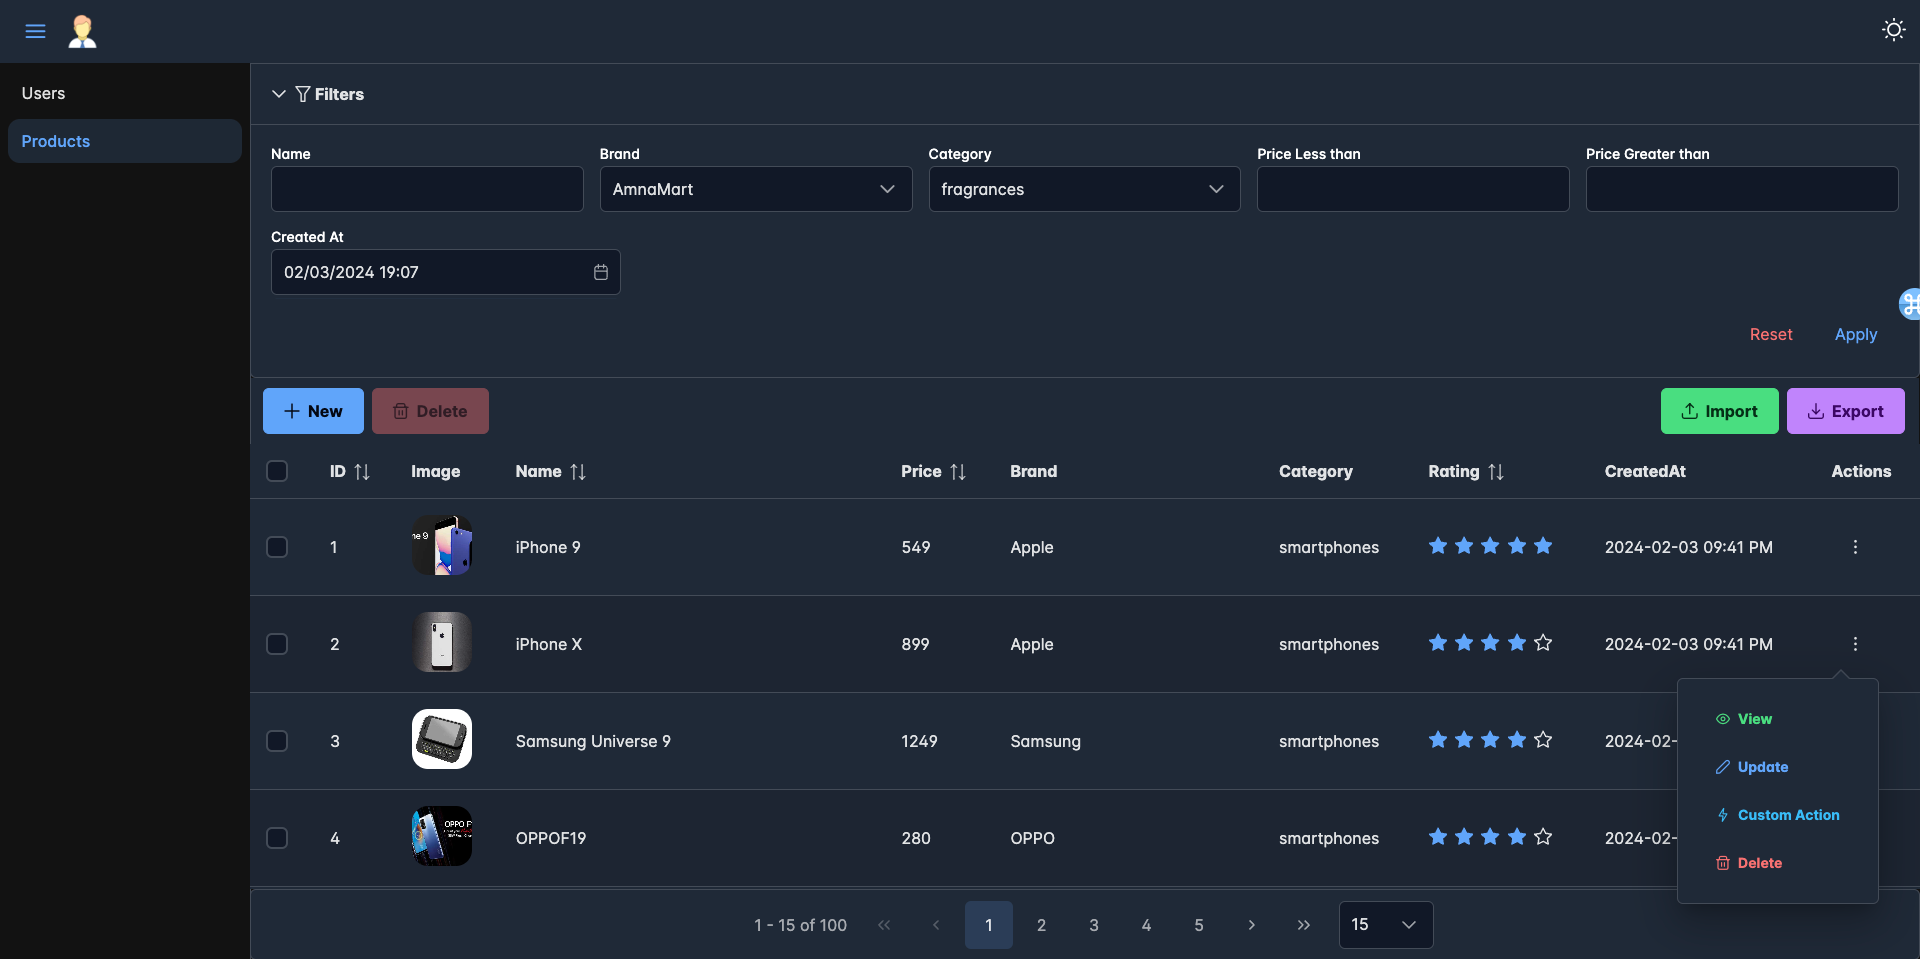 Users
Products
Filters
Name
Brand
Category
Price Less than
Price Greater than
AmnaMart
fragrances
Created At
02/03/2024 19:07
Reset
Apply
New
Delete
Import
Export
ID
Image
Name
Price
Brand
Category
Rating
CreatedAt
Actions
1
ne 9
iPhone 9
549
Apple
smartphones
2024-02-03 09:41 PM
2
iPhone X
899
Apple
smartphones
2024-02-03 09:41 PM
3
Samsung Universe 9
1249
Samsung
smartphones
2024-02-
4
OPPO F
OPPOF19
280
OPPO
smartphones
2024-02-
View
Update
Custom Action
Delete
1 - 15 of 100
1
2
3
4
5
15